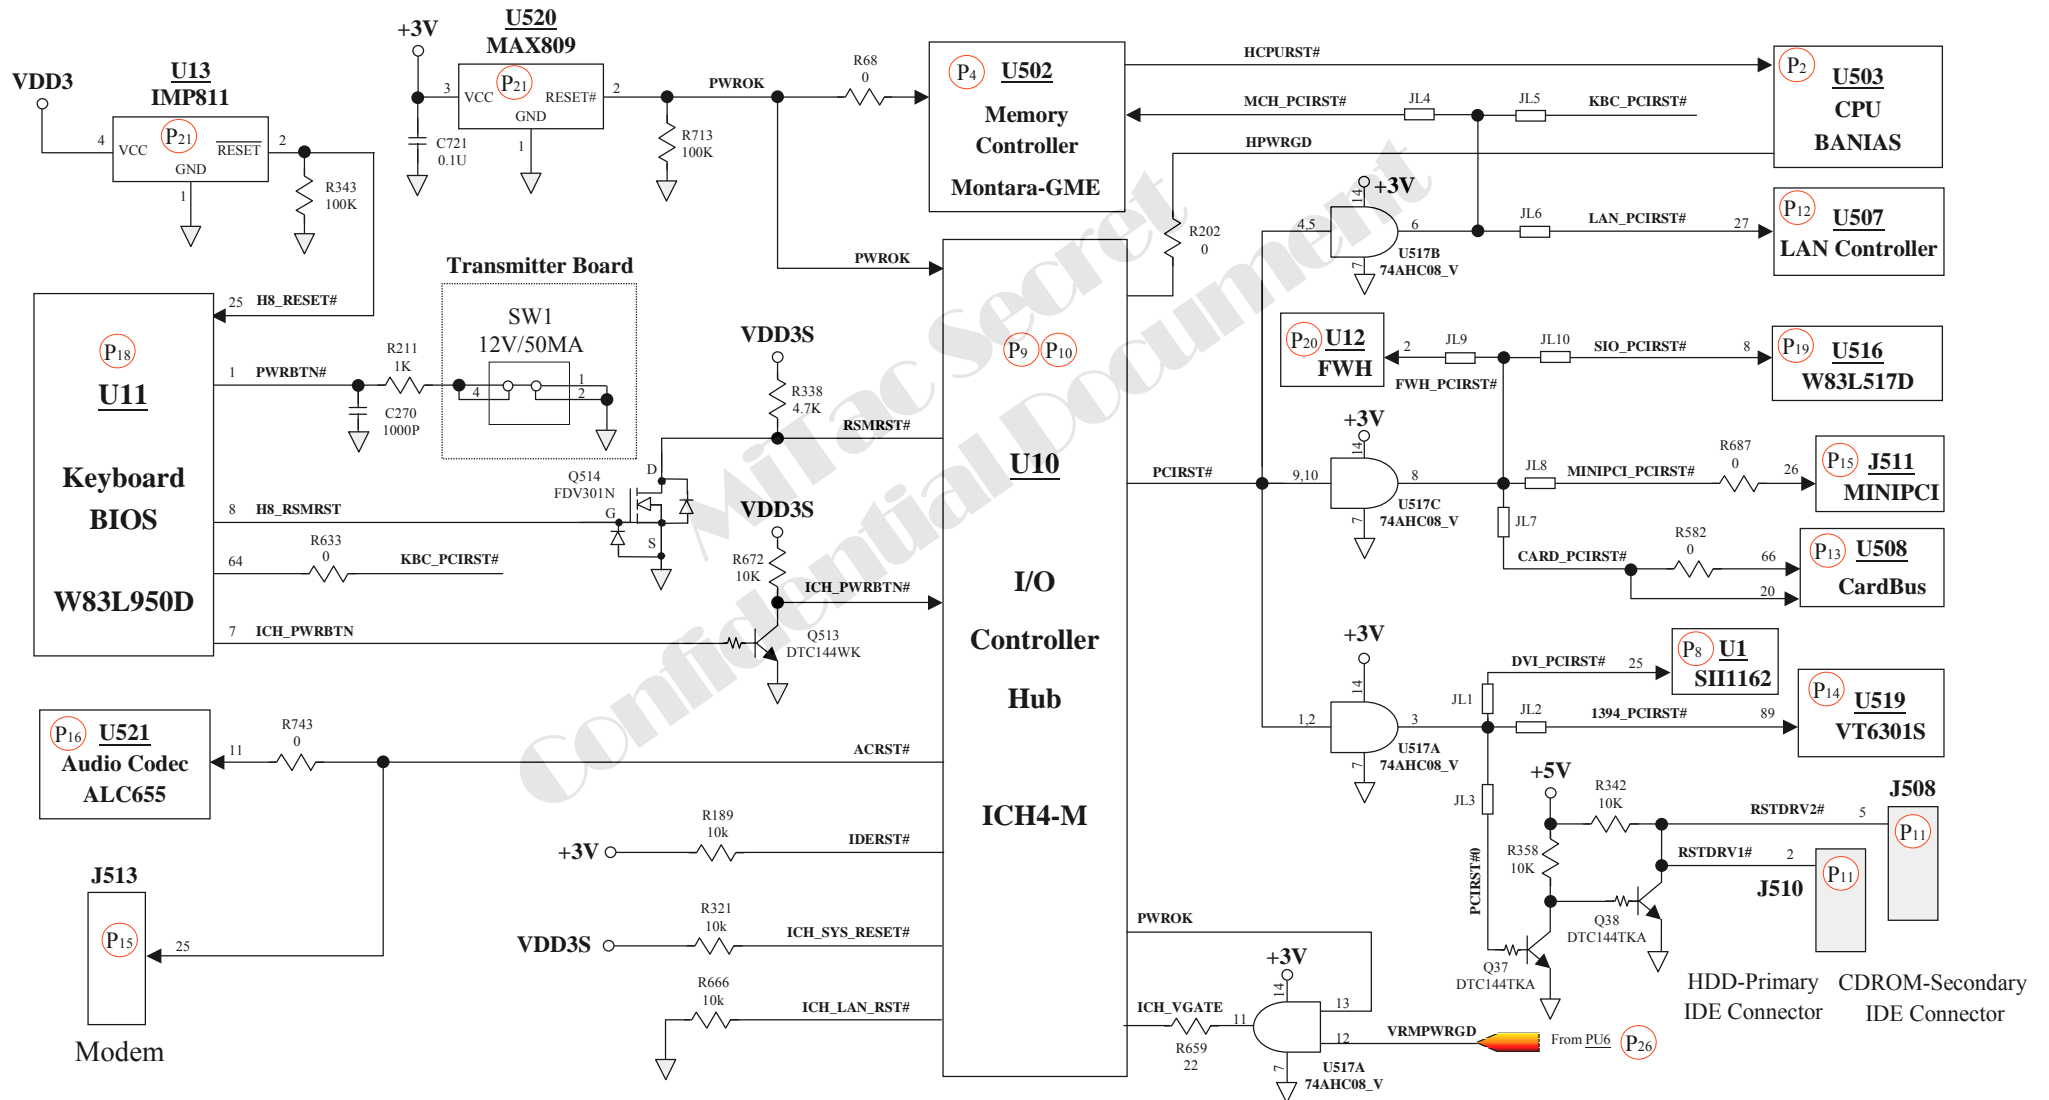 U520
MAX809
+3V
P21
3
VCC
RESET#
2
GND
1
C721
0.1U
R713
100K
PWROK
R68
0
U13
IMP811
VDD3
P21
4
VCC
RESET
2
GND
1
R343
100K
P4
U502
Memory
Controller
Montara-GME
HCPURST#
MCH_PCIRST#
JL4
JL5
KBC_PCIRST#
HPWRGD
P2
U503
CPU
BANIAS
R202
0
+3V
14
4,5
6
7
U517B
74AHC08_V
JL6
LAN_PCIRST#
27
P12
U507
LAN Controller
PWROK
Transmitter Board
SW1
12V/50MA
4
1
2
P18
U11
Keyboard
BIOS
W83L950D
25
H8_RESET#
1
PWRBTN#
R211
1K
C270
1000P
8
H8_RSMRST
64
R633
0
KBC_PCIRST#
7
ICH_PWRBTN
VDD3S
R338
4.7K
RSMRST#
Q514
FDV301N
D
G
S
VDD3S
R672
10K
ICH_PWRBTN#
Q513
DTC144WK
P9
P10
U10
I/O
Controller
Hub
ICH4-M
PCIRST#
P20
U12
FWH
2
JL9
FWH_PCIRST#
JL10
SIO_PCIRST#
8
P19
U516
W83L517D
+3V
14
9,10
8
7
U517C
74AHC08_V
JL8
MINIPCI_PCIRST#
R687
0
26
P15
J511
MINIPCI
JL7
CARD_PCIRST#
R582
0
66
20
P13
U508
CardBus
+3V
14
1,2
3
7
U517A
74AHC08_V
JL1
DVI_PCIRST#
25
P8
U1
SII1162
JL2
1394_PCIRST#
89
P14
U519
VT6301S
JL3
PCIRST#0
+5V
R342
10K
R358
10K
RSTDRV2#
5
J508
P11
RSTDRV1#
2
J510
P11
Q38
DTC144TKA
Q37
DTC144TKA
HDD-Primary
IDE Connector
CDROM-Secondary
IDE Connector
P16
U521
Audio Codec
ALC655
11
R743
0
ACRST#
J513
P15
25
Modem
+3V
R189
10k
IDERST#
VDD3S
R321
10k
ICH_SYS_RESET#
R666
10k
ICH_LAN_RST#
PWROK
+3V
14
ICH_VGATE
11
13
12
R659
22
7
U517A
74AHC08_V
VRMPWRGD
From PU6
P26
MiTac Secret
Confidential Document